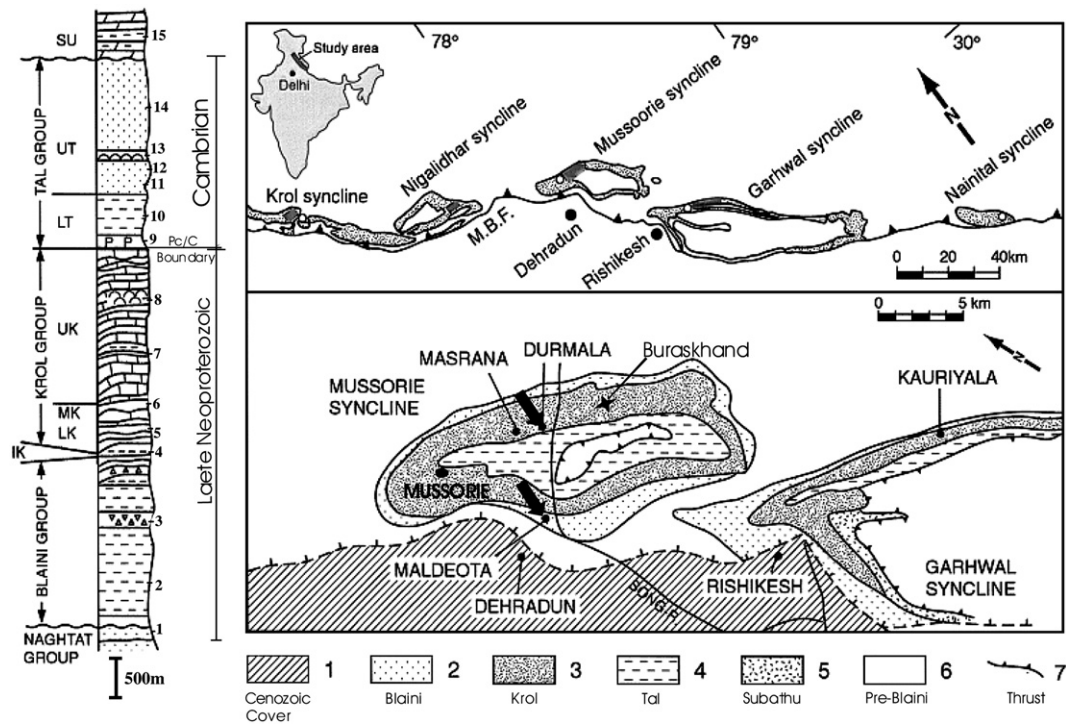 SU
TAL GROUP
UT
LT
KROL GROUP
UK
MK
LK
IK
BLAINI GROUP
NAGHTAT
GROUP
15
14
13
12
11
10
9
8
7
6
5
4
3
2
1
P P
Pc/C
Boundary
Cambrian
Laete Neoproterozoic
500m
78°
79°
30°
Study area
Delhi
N
Krol syncline
Nigalidhar syncline
Mussoorie syncline
Garhwal syncline
Nainital syncline
M.B.F.
Dehradun
Rishikesh
0 20 40km
0 5 km
N
MASRANA
DURMALA
Buraskhand
MUSSORIE
SYNCLINE
KAURIYALA
MUSSORIE
MALDEOTA
DEHRADUN
SONG R.
RISHIKESH
GARHWAL
SYNCLINE
1
Cenozoic
Cover
2
Blaini
3
Krol
4
Tal
5
Subathu
6
Pre-Blaini
7
Thrust